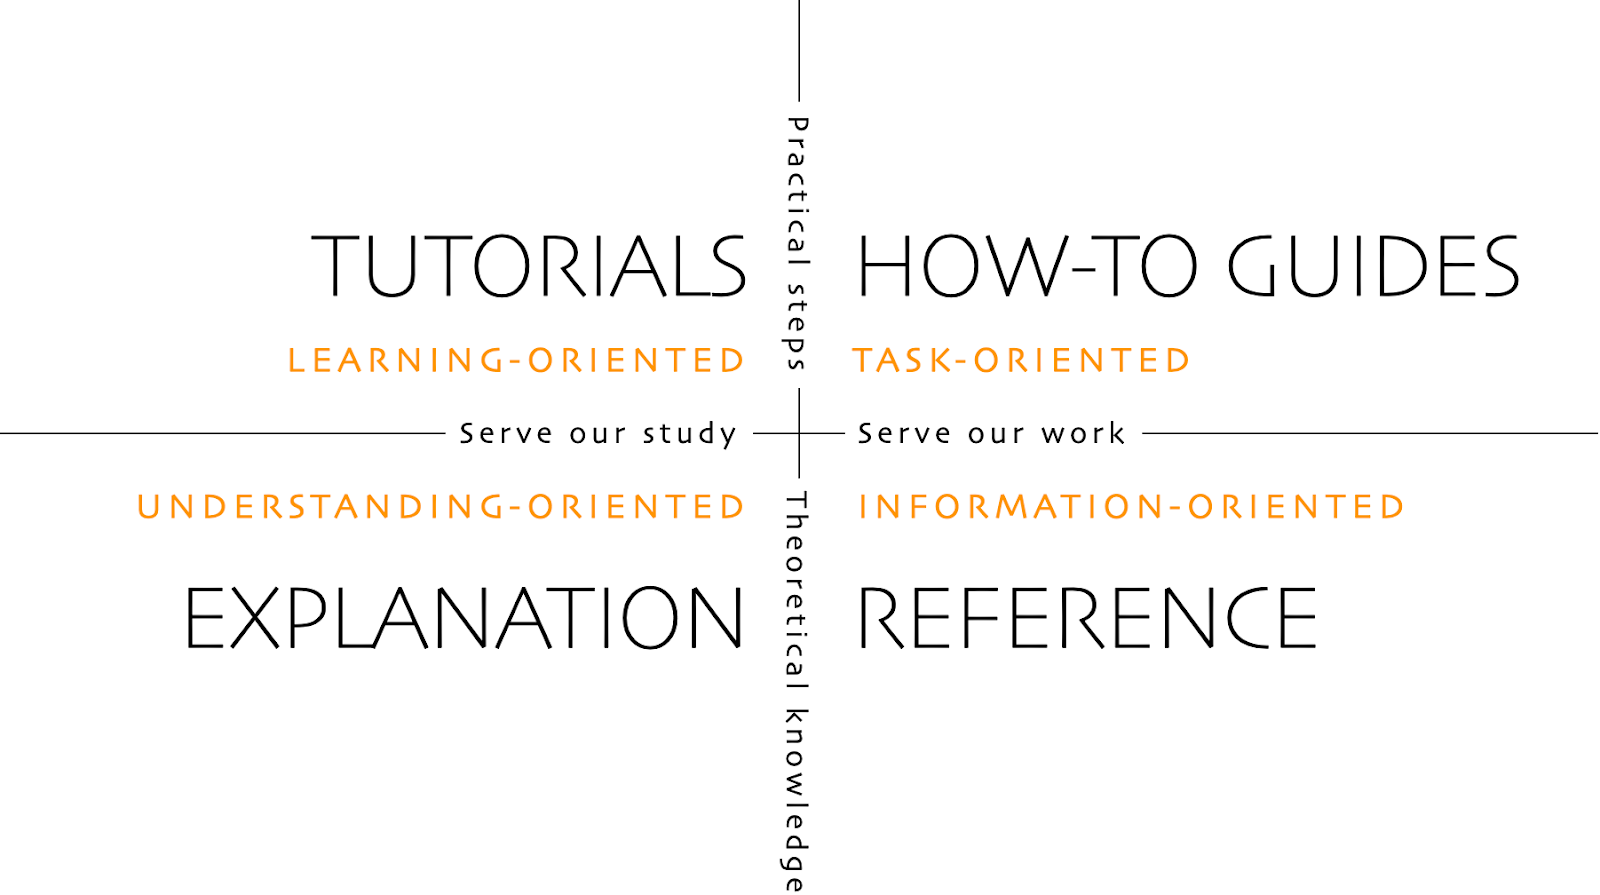 Practical steps
TUTORIALS
HOW-TO GUIDES
LEARNING-ORIENTED
TASK-ORIENTED
Serve our study
Serve our work
UNDERSTANDING-ORIENTED
INFORMATION-ORIENTED
EXPLANATION
REFERENCE
Theoretical knowledge